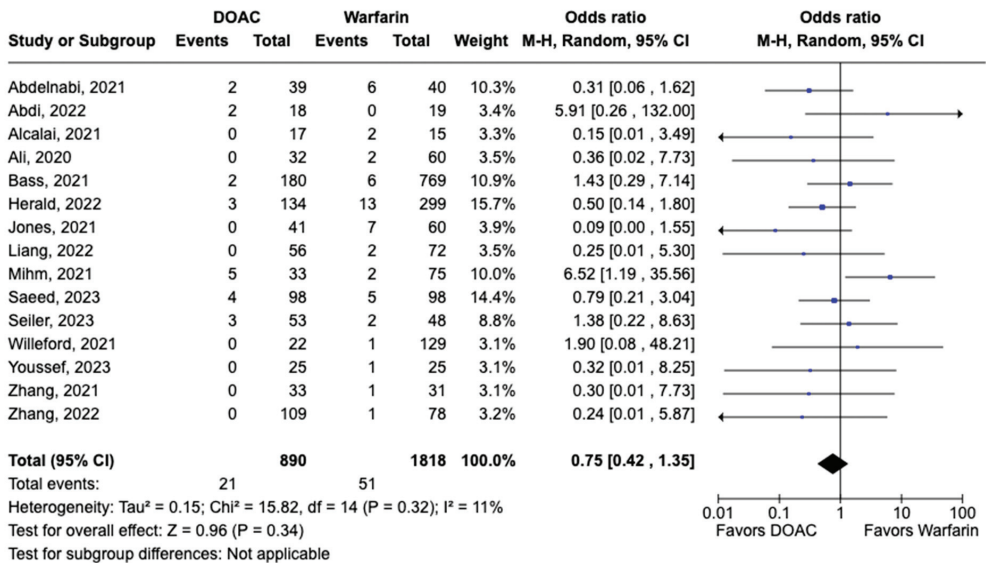 DOAC Warfarin Odds ratio Odds ratio
Study or Subgroup Events Total Events Total Weight M-H, Random, 95% CI M-H, Random, 95% CI
Abdelnabi, 2021 2 39 6 40 10.3% 0.31 [0.06 , 1.62]
Abdi, 2022 2 18 0 19 3.4% 5.91 [0.26 , 132.00]
Alcalai, 2021 0 17 2 15 3.3% 0.15 [0.01 , 3.49]
Ali, 2020 0 32 2 60 3.5% 0.36 [0.02 , 7.73]
Bass, 2021 2 180 6 769 10.9% 1.43 [0.29 , 7.14]
Herald, 2022 3 134 13 299 15.7% 0.50 [0.14 , 1.80]
Jones, 2021 0 41 7 60 3.9% 0.09 [0.00 , 1.55]
Liang, 2022 0 56 2 72 3.5% 0.25 [0.01 , 5.30]
Mihm, 2021 5 33 2 75 10.0% 6.52 [1.19 , 35.56]
Saeed, 2023 4 98 5 98 14.4% 0.79 [0.21 , 3.04]
Seiler, 2023 3 53 2 48 8.8% 1.38 [0.22 , 8.63]
Willeford, 2021 0 22 1 129 3.1% 1.90 [0.08 , 48.21]
Youssef, 2023 0 25 1 25 3.1% 0.32 [0.01 , 8.25]
Zhang, 2021 0 33 1 31 3.1% 0.30 [0.01 , 7.73]
Zhang, 2022 0 109 1 78 3.2% 0.24 [0.01 , 5.87]
Total (95% CI) 890 1818 100.0% 0.75 [0.42 , 1.35]
Total events: 21 51
Heterogeneity: Tau² = 0.15; Chi² = 15.82, df = 14 (P = 0.32); I² = 11%
0.01 0.1 1 10 100
Test for overall effect: Z = 0.96 (P = 0.34)
Favors DOAC Favors Warfarin
Test for subgroup differences: Not applicable